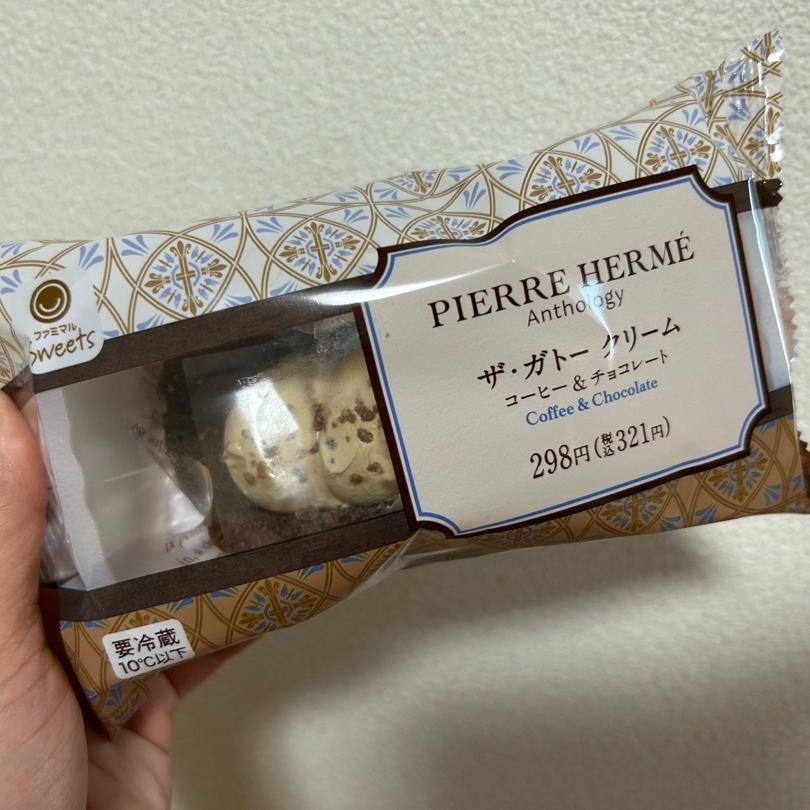 ファミマル
Sweets
PIERRE HERMÉ
Anthology
ザ・ガトー クリーム
コーヒー & チョコレート
Coffee & Chocolate
298円(税込321円)
要冷蔵
10℃以下